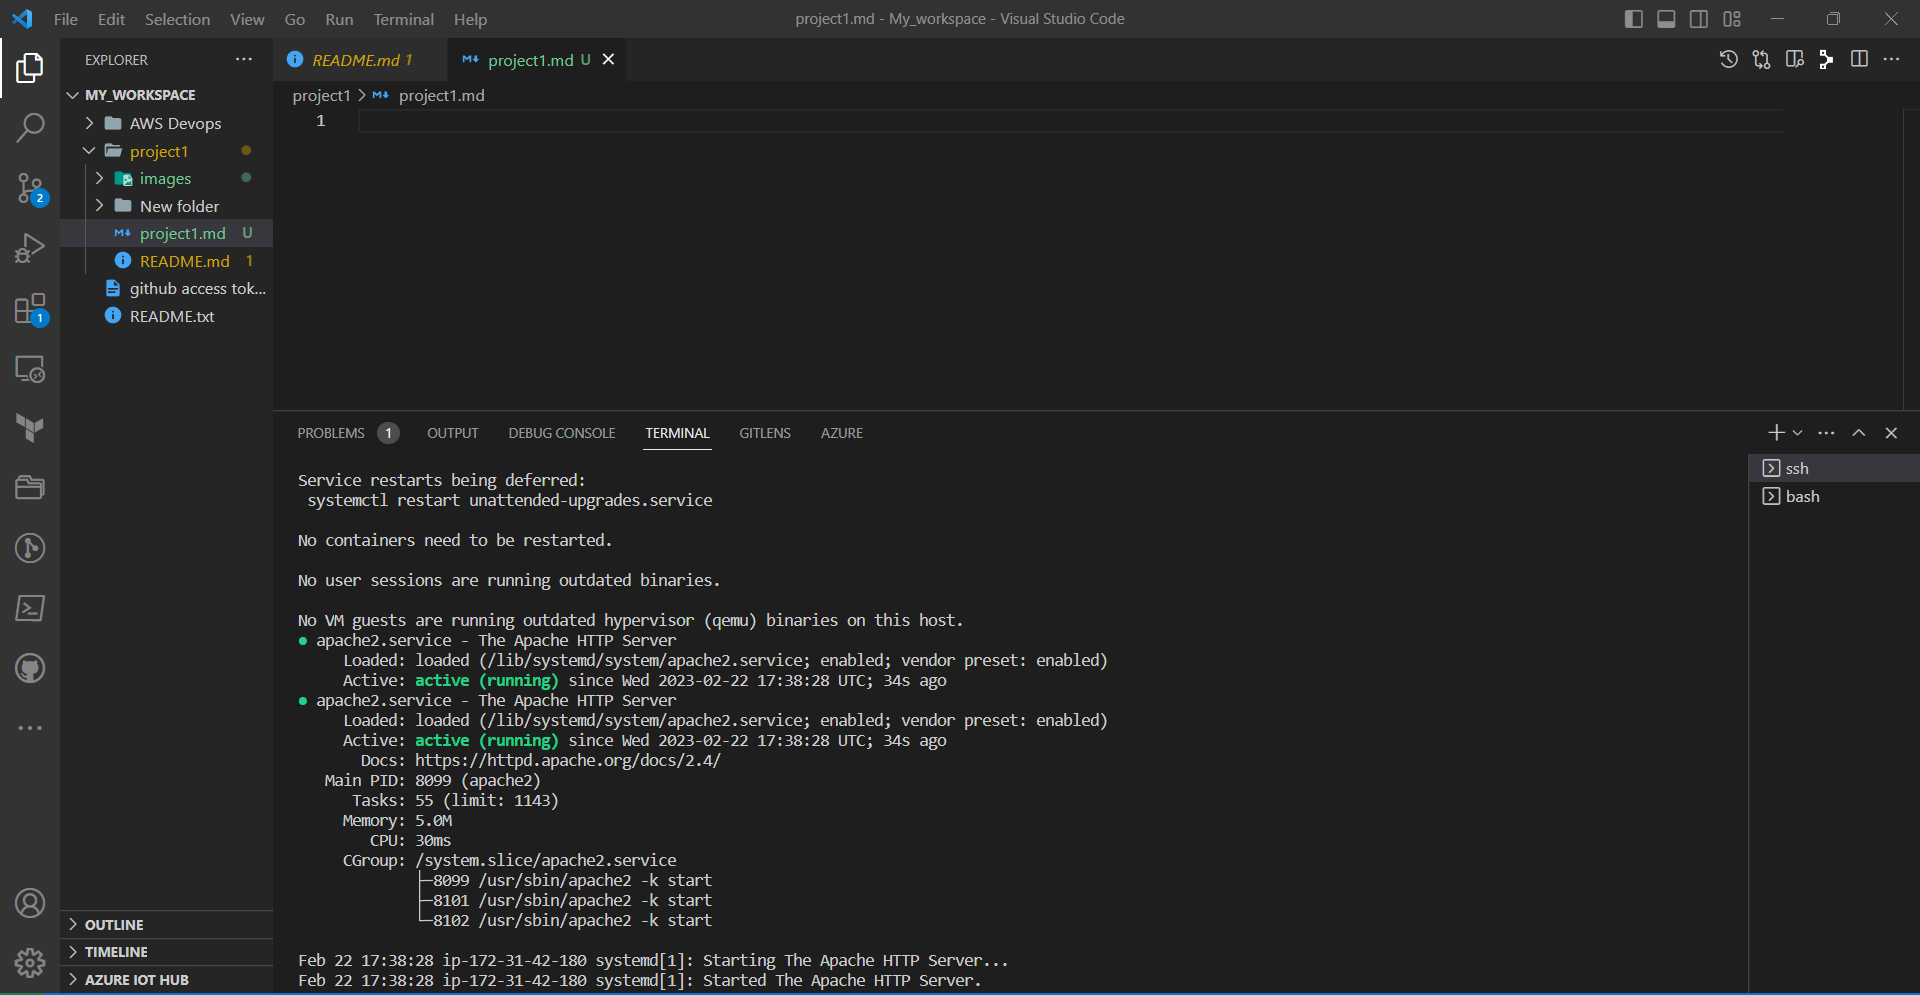 File Edit Selection View Go Run Terminal Help
project1.md - My_workspace - Visual Studio Code
EXPLORER
README.md 1
project1.md U
MY_WORKSPACE
project1 > project1.md
1
AWS Devops
project1
images
New folder
project1.md U
README.md 1
github access tok...
README.txt
2
1
PROBLEMS 1 OUTPUT DEBUG CONSOLE TERMINAL GITLENS AZURE
ssh
bash
Service restarts being deferred:
systemctl restart unattended-upgrades.service
No containers need to be restarted.
No user sessions are running outdated binaries.
No VM guests are running outdated hypervisor (qemu) binaries on this host.
● apache2.service - The Apache HTTP Server
Loaded: loaded (/lib/systemd/system/apache2.service; enabled; vendor preset: enabled)
Active: active (running) since Wed 2023-02-22 17:38:28 UTC; 34s ago
● apache2.service - The Apache HTTP Server
Loaded: loaded (/lib/systemd/system/apache2.service; enabled; vendor preset: enabled)
Active: active (running) since Wed 2023-02-22 17:38:28 UTC; 34s ago
Docs: https://httpd.apache.org/docs/2.4/
Main PID: 8099 (apache2)
Tasks: 55 (limit: 1143)
Memory: 5.0M
CPU: 30ms
CGroup: /system.slice/apache2.service
├─8099 /usr/sbin/apache2 -k start
├─8101 /usr/sbin/apache2 -k start
└─8102 /usr/sbin/apache2 -k start
Feb 22 17:38:28 ip-172-31-42-180 systemd[1]: Starting The Apache HTTP Server...
Feb 22 17:38:28 ip-172-31-42-180 systemd[1]: Started The Apache HTTP Server.
OUTLINE
TIMELINE
AZURE IOT HUB